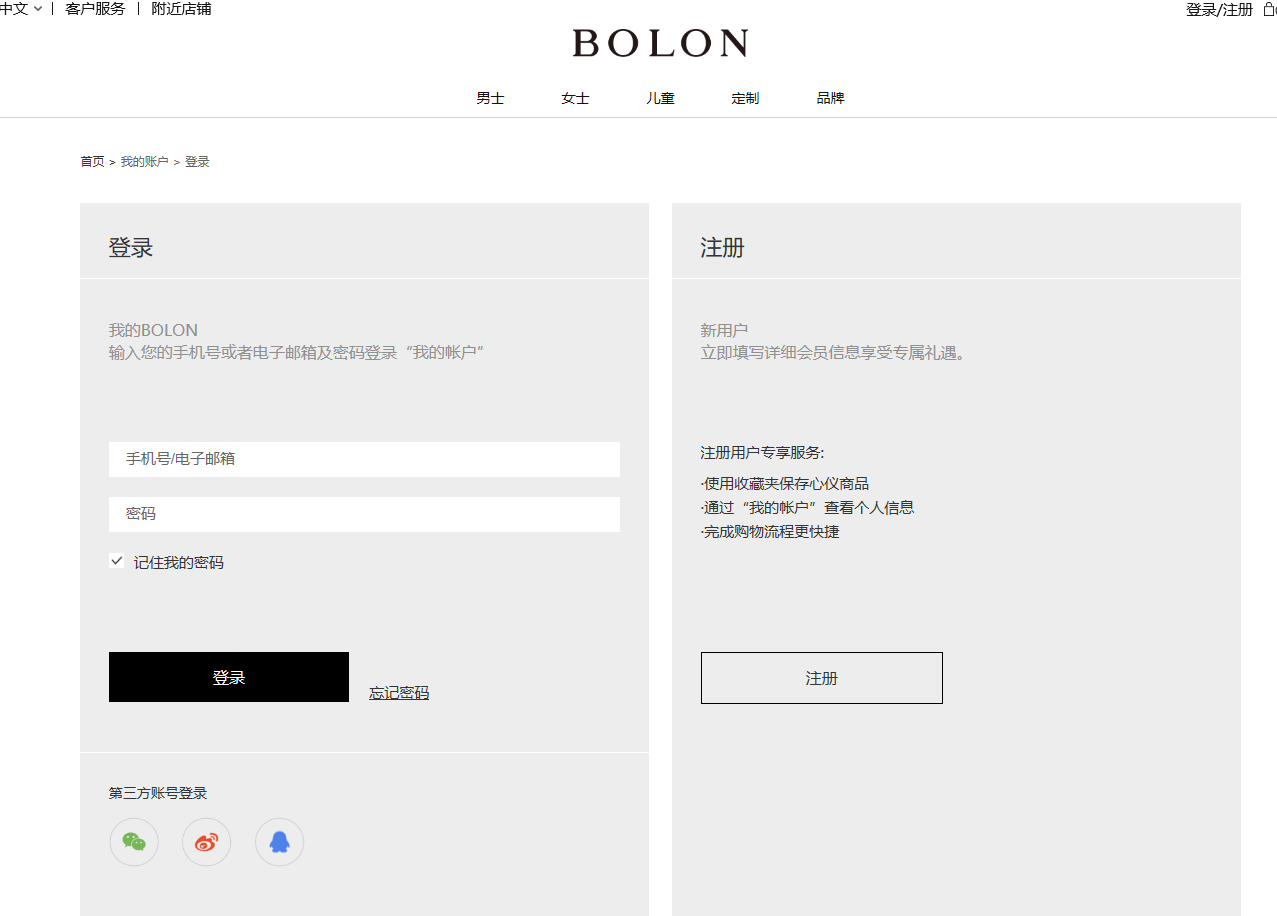 中文 | 客户服务 | 附近店铺
登录/注册
BOLON
男士 女士 儿童 定制 品牌
首页 > 我的账户 > 登录
登录
我的BOLON
输入您的手机号或者电子邮箱及密码登录“我的帐户”
手机号/电子邮箱
密码
记住我的密码
登录
忘记密码
第三方账号登录
注册
新用户
立即填写详细会员信息享受专属礼遇。
注册用户专享服务:
·使用收藏夹保存心仪商品
·通过“我的帐户”查看个人信息
·完成购物流程更快捷
注册